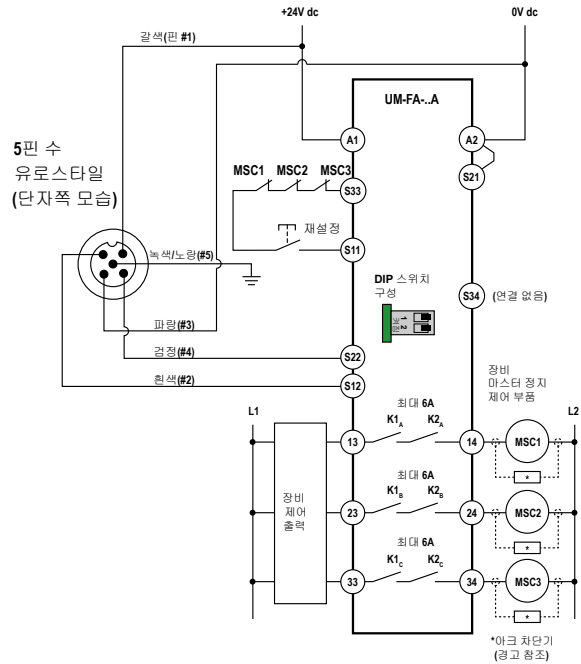 +24V dc
0V dc
갈색(핀 #1)
UM-FA-..A
5핀 수
유로스타일
(단자쪽 모습)
A1
A2
MSC1 MSC2 MSC3
S33
S21
재설정
녹색/노랑(#5)
S11
DIP 스위치
구성
S34 (연결 없음)
1
2
파랑(#3)
검정(#4)
S22
흰색(#2)
S12
장비
마스터 정지
제어 부품
L1
L2
최대 6A
K1A K2A
13
14
MSC1
*
장비
제어
출력
최대 6A
K1B K2B
23
24
MSC2
*
최대 6A
K1C K2C
33
34
MSC3
*
*아크 차단기
(경고 참조)